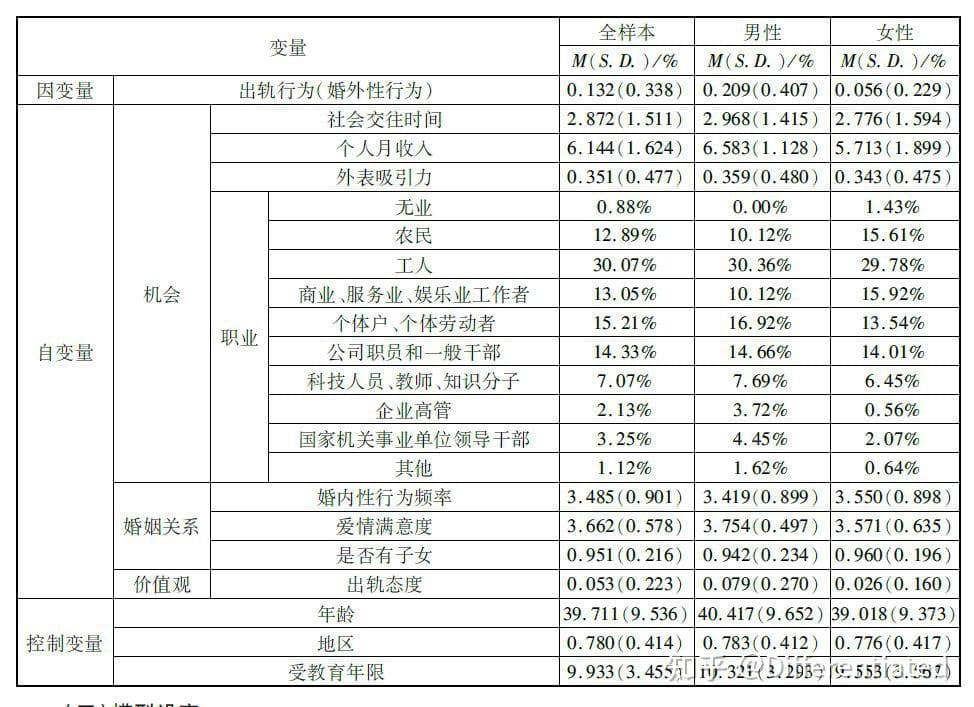 变量 全样本 男性 女性
M(S.D.)/% M(S.D.)/% M(S.D.)/%
因变量 出轨行为(婚外性行为) 0.132(0.338) 0.209(0.407) 0.056(0.229)
自变量 机会 社会交往时间 2.872(1.511) 2.968(1.415) 2.776(1.594)
个人月收入 6.144(1.624) 6.583(1.128) 5.713(1.899)
外表吸引力 0.351(0.477) 0.359(0.480) 0.343(0.475)
职业 无业 0.88% 0.00% 1.43%
农民 12.89% 10.12% 15.61%
工人 30.07% 30.36% 29.78%
商业、服务业、娱乐业工作者 13.05% 10.12% 15.92%
个体户、个体劳动者 15.21% 16.92% 13.54%
公司职员和一般干部 14.33% 14.66% 14.01%
科技人员、教师、知识分子 7.07% 7.69% 6.45%
企业高管 2.13% 3.72% 0.56%
国家机关事业单位领导干部 3.25% 4.45% 2.07%
其他 1.12% 1.62% 0.64%
婚姻关系 婚内性行为频率 3.485(0.901) 3.419(0.899) 3.550(0.898)
爱情满意度 3.662(0.578) 3.754(0.497) 3.571(0.635)
是否有子女 0.951(0.216) 0.942(0.234) 0.960(0.196)
价值观 出轨态度 0.053(0.223) 0.079(0.270) 0.026(0.160)
控制变量 年龄 39.711(9.536) 40.417(9.652) 39.018(9.373)
地区 0.780(0.414) 0.783(0.412) 0.776(0.417)
受教育年限 9.933(3.455) 10.321(3.293)
知乎 @Differentiated